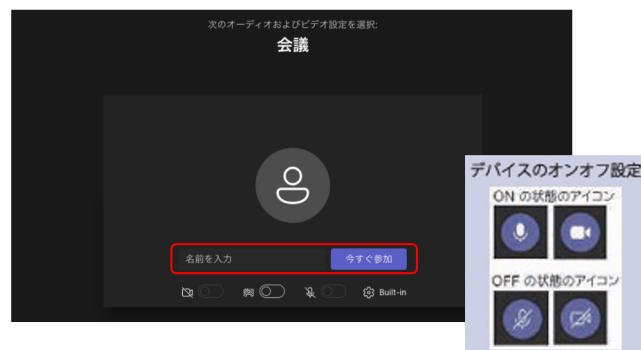 次のオーディオおよびビデオ設定を選択:
会議
名前を入力
今すぐ参加
Built-in
デバイスのオンオフ設定
ON の状態のアイコン
OFF の状態のアイコン